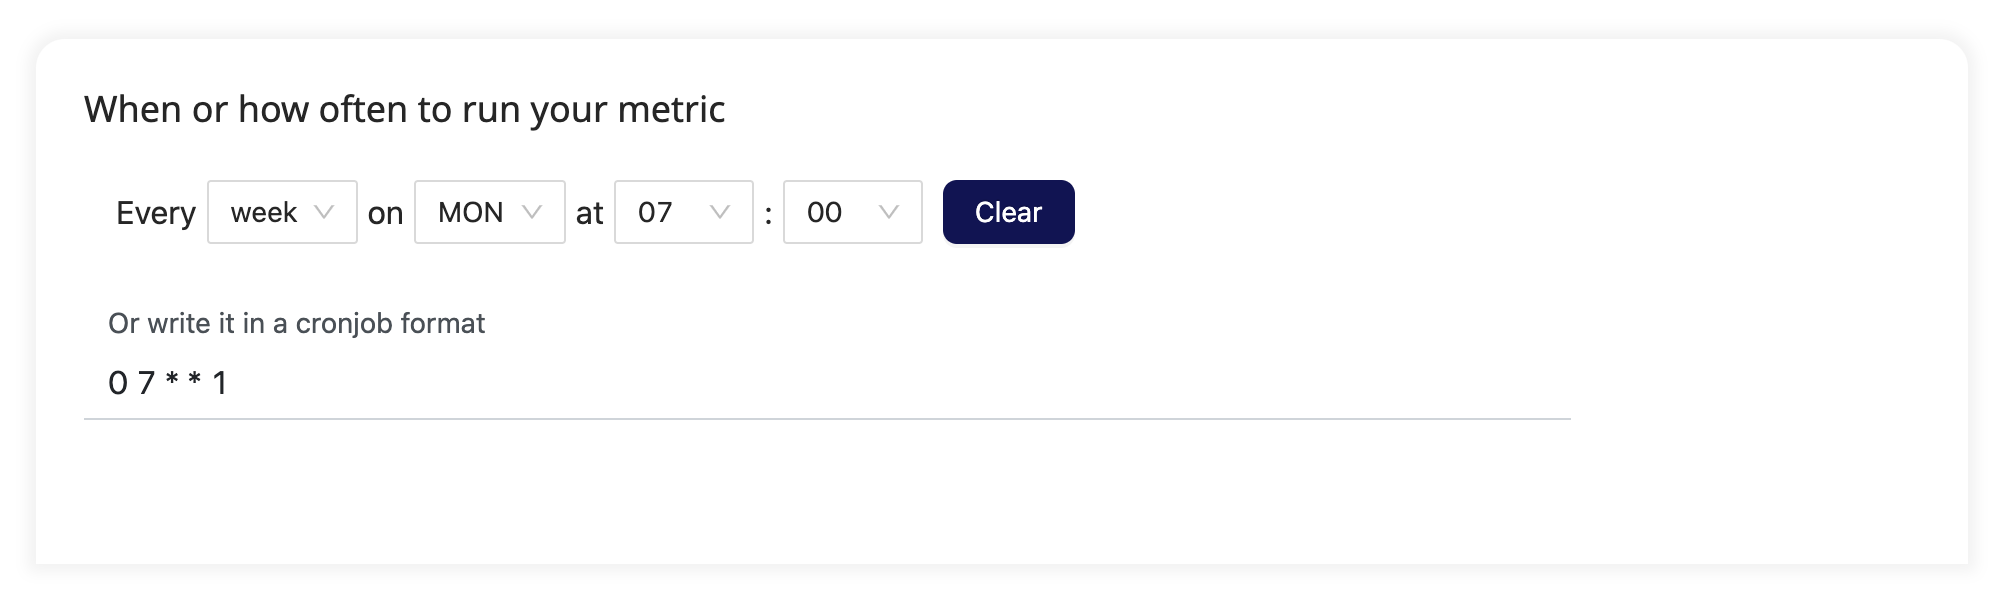 When or how often to run your metric
Every week on MON at 07 : 00 Clear
Or write it in a cronjob format
0 7 * * 1